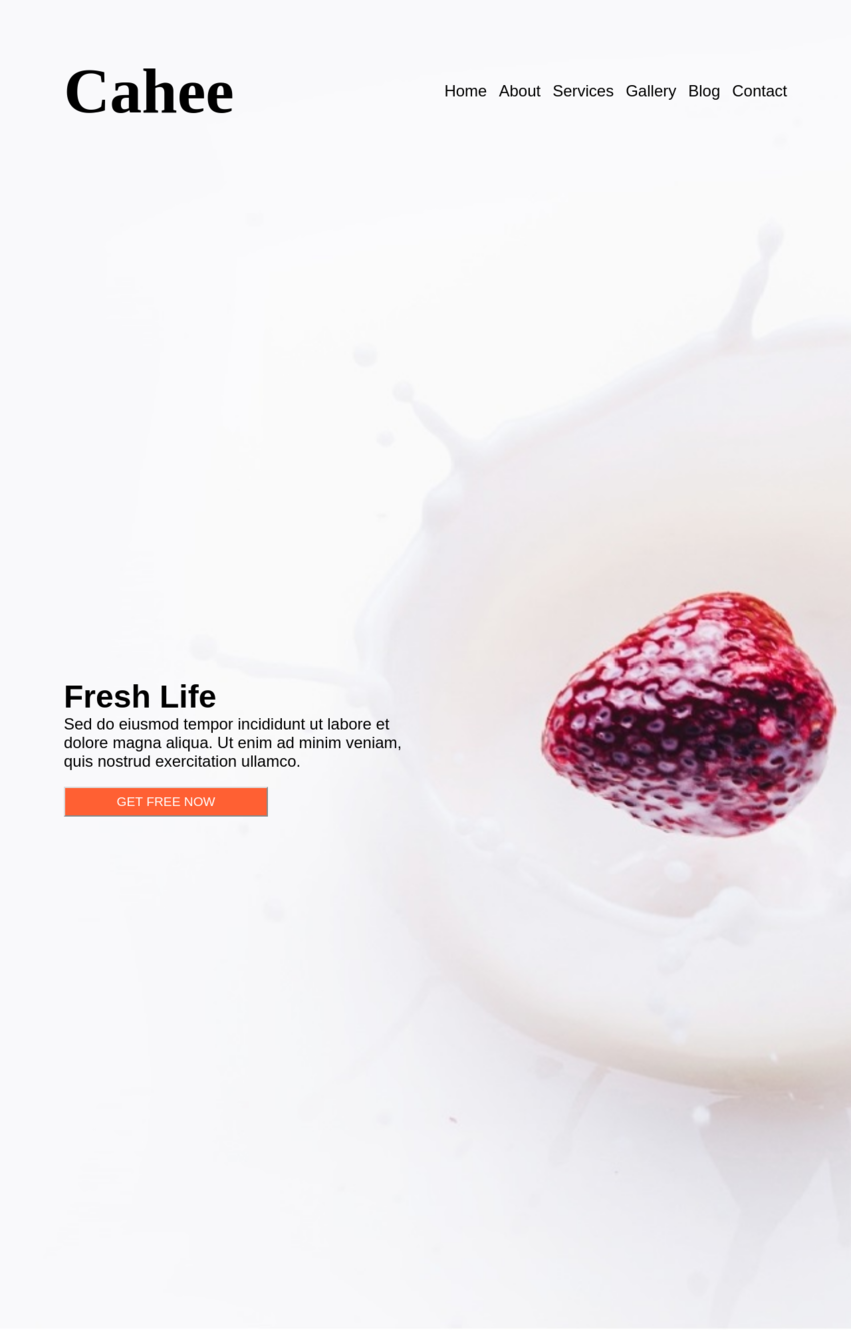 Cahee
Home About Services Gallery Blog Contact
Fresh Life
Sed do eiusmod tempor incididunt ut labore et
dolore magna aliqua. Ut enim ad minim veniam,
quis nostrud exercitation ullamco.
GET FREE NOW